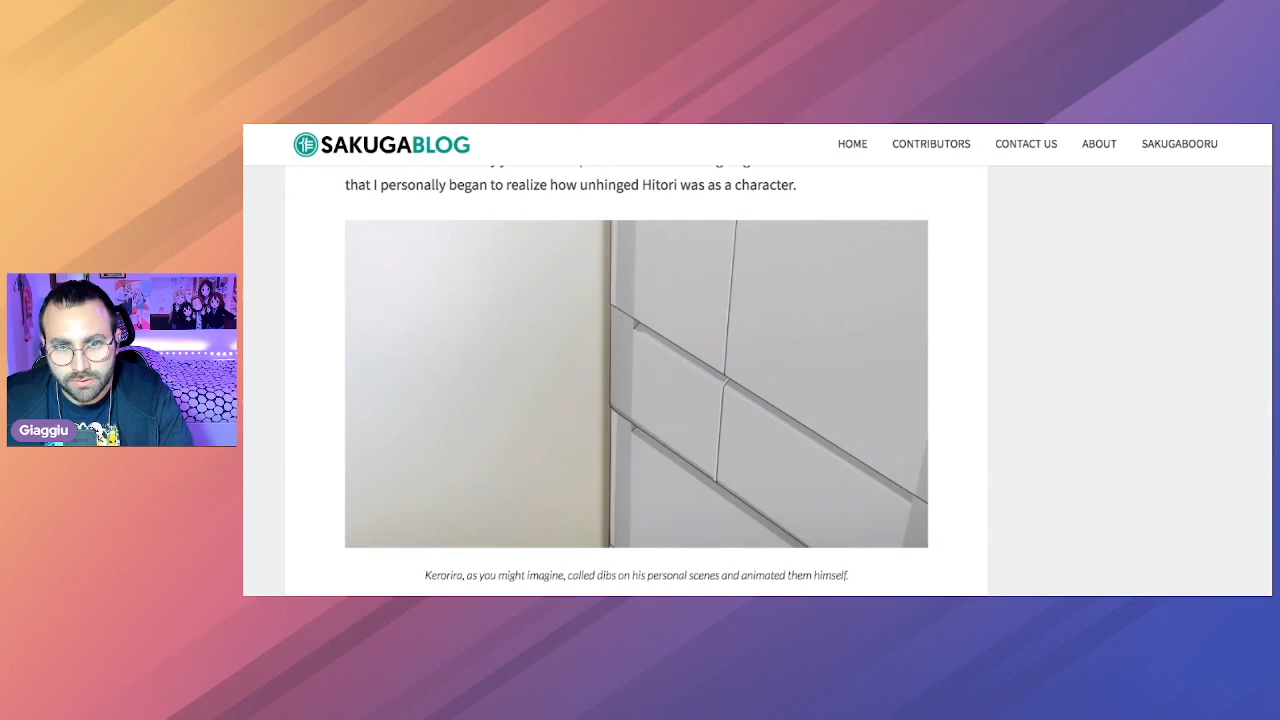 SAKUGABLOG
HOME CONTRIBUTORS CONTACT US ABOUT SAKUGABOORU
that I personally began to realize how unhinged Hitori was as a character.
Giaggiu
Kerorira, as you might imagine, called dibs on his personal scenes and animated them himself.